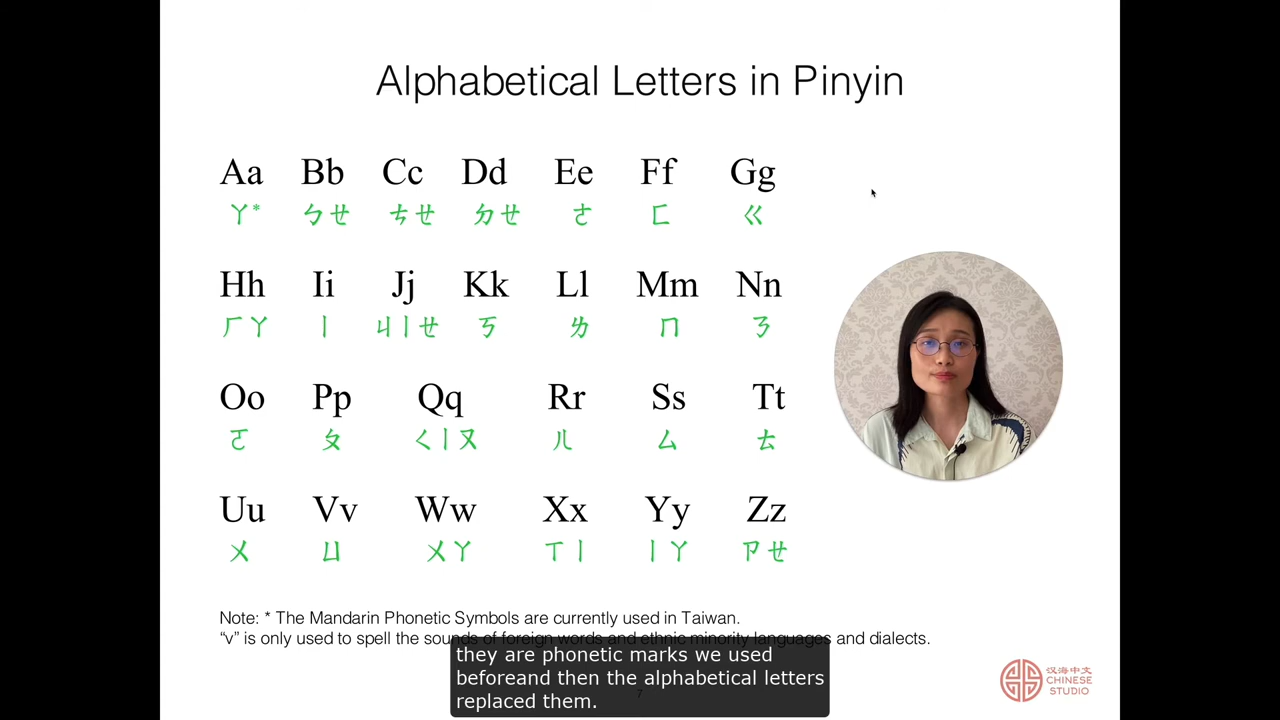 Alphabetical Letters in Pinyin
Aa Bb Cc Dd Ee Ff Gg
ㄚ* ㄅㄝ ㄘㄝ ㄉㄝ ㄜ ㄈ ㄍ
Hh Ii Jj Kk Ll Mm Nn
ㄏㄚ ㄧ ㄐㄧㄝ ㄎ ㄌ ㄇ ㄋ
Oo Pp Qq Rr Ss Tt
ㄛ ㄆ ㄑㄧㄡ ㄦ ㄙ ㄊ
Uu Vv Ww Xx Yy Zz
ㄨ ㄩ ㄨㄚ ㄒㄧ ㄧㄚ ㄗㄝ
Note: * The Mandarin Phonetic Symbols are currently used in Taiwan.
“v” is only used to spell the sounds of foreign words and ethnic minority languages and dialects.
they are phonetic marks we used
beforeand then the alphabetical letters
replaced them.
7
汉海中文
CHINESE
STUDIO